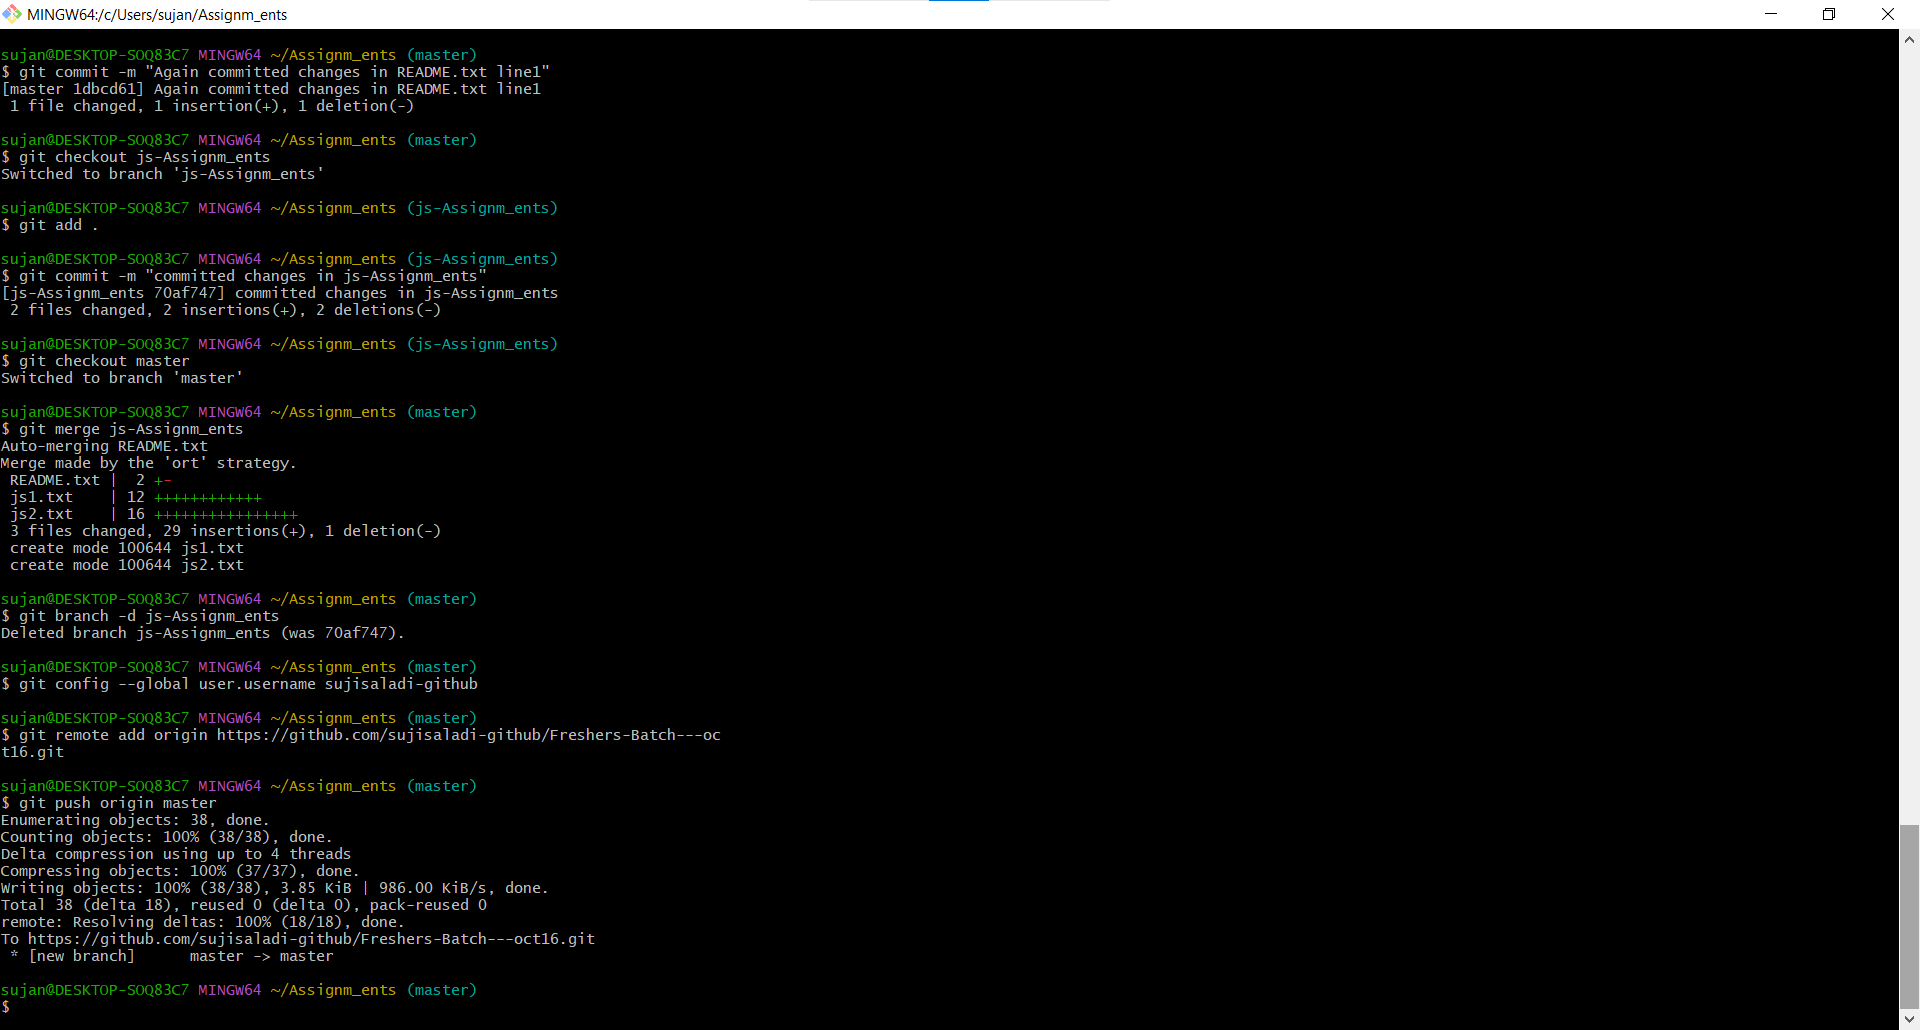 MINGW64:/c/Users/sujan/Assignm_ents
sujan@DESKTOP-SOQ83C7 MINGW64 ~/Assignm_ents (master)
$ git commit -m "Again committed changes in README.txt line1"
[master 1dbcd61] Again committed changes in README.txt line1
 1 file changed, 1 insertion(+), 1 deletion(-)
sujan@DESKTOP-SOQ83C7 MINGW64 ~/Assignm_ents (master)
$ git checkout js-Assignm_ents
Switched to branch 'js-Assignm_ents'
sujan@DESKTOP-SOQ83C7 MINGW64 ~/Assignm_ents (js-Assignm_ents)
$ git add .
sujan@DESKTOP-SOQ83C7 MINGW64 ~/Assignm_ents (js-Assignm_ents)
$ git commit -m "committed changes in js-Assignm_ents"
[js-Assignm_ents 70af747] committed changes in js-Assignm_ents
 2 files changed, 2 insertions(+), 2 deletions(-)
sujan@DESKTOP-SOQ83C7 MINGW64 ~/Assignm_ents (js-Assignm_ents)
$ git checkout master
Switched to branch 'master'
sujan@DESKTOP-SOQ83C7 MINGW64 ~/Assignm_ents (master)
$ git merge js-Assignm_ents
Auto-merging README.txt
Merge made by the 'ort' strategy.
 README.txt |  2 +-
 js1.txt    | 12 ++++++++++++
 js2.txt    | 16 ++++++++++++++++
 3 files changed, 29 insertions(+), 1 deletion(-)
 create mode 100644 js1.txt
 create mode 100644 js2.txt
sujan@DESKTOP-SOQ83C7 MINGW64 ~/Assignm_ents (master)
$ git branch -d js-Assignm_ents
Deleted branch js-Assignm_ents (was 70af747).
sujan@DESKTOP-SOQ83C7 MINGW64 ~/Assignm_ents (master)
$ git config --global user.username sujisaladi-github
sujan@DESKTOP-SOQ83C7 MINGW64 ~/Assignm_ents (master)
$ git remote add origin https://github.com/sujisaladi-github/Freshers-Batch---oc
t16.git
sujan@DESKTOP-SOQ83C7 MINGW64 ~/Assignm_ents (master)
$ git push origin master
Enumerating objects: 38, done.
Counting objects: 100% (38/38), done.
Delta compression using up to 4 threads
Compressing objects: 100% (37/37), done.
Writing objects: 100% (38/38), 3.85 KiB | 986.00 KiB/s, done.
Total 38 (delta 18), reused 0 (delta 0), pack-reused 0
remote: Resolving deltas: 100% (18/18), done.
To https://github.com/sujisaladi-github/Freshers-Batch---oct16.git
 * [new branch]      master -> master
sujan@DESKTOP-SOQ83C7 MINGW64 ~/Assignm_ents (master)
$